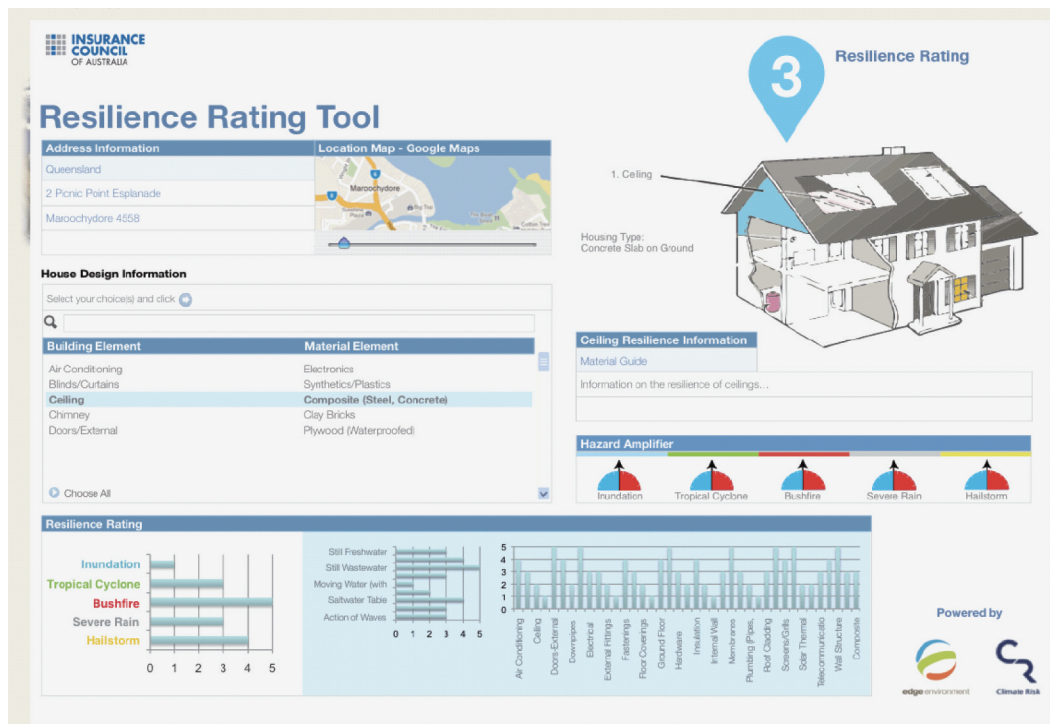 INSURANCE
COUNCIL
OF AUSTRALIA
3
Resilience Rating
Resilience Rating Tool
Address Information
Location Map - Google Maps
Queensland
2 Picnic Point Esplanade
Maroochydore 4558
Maroochydore
Big Top
Cotton Tree
1. Celing
Housing Type:
Concrete Slab on Ground
House Design Information
Select your choice(s) and click
Building Element
Material Element
Air Conditioning
Electronics
Blinds/Curtains
Synthetics/Plastics
Ceiling
Composite (Steel, Concrete)
Chimney
Clay Bricks
Doors/External
Plywood (Waterproofed)
Choose All
Ceiling Resilience Information
Material Guide
Information on the resilience of ceilings...
Hazard Amplifier
Inundation
Tropical Cyclone
Bushfire
Severe Rain
Hailstorm
Resilience Rating
Inundation
Tropical Cyclone
Bushfire
Severe Rain
Hailstorm
0 1 2 3 4 5
Still Freshwater
Still Wastewater
Moving Water (with
Saltwater Table
Action of Waves
0 1 2 3 4 5
5
4
3
2
1
0
Air Conditioning
Ceiling
Doors-External
Downpipes
Electrical
External Fittings
Fastenings
Floor Coverings
Ground Floor
Hardware
Insulation
Internal Wall
Membranes
Plumbing (Pipes,
Roof Cladding
Screens/Grills
Solar Thermal
Telecommunicatio
Wall Structure
Composite
Powered by
edge environment
Climate Risk